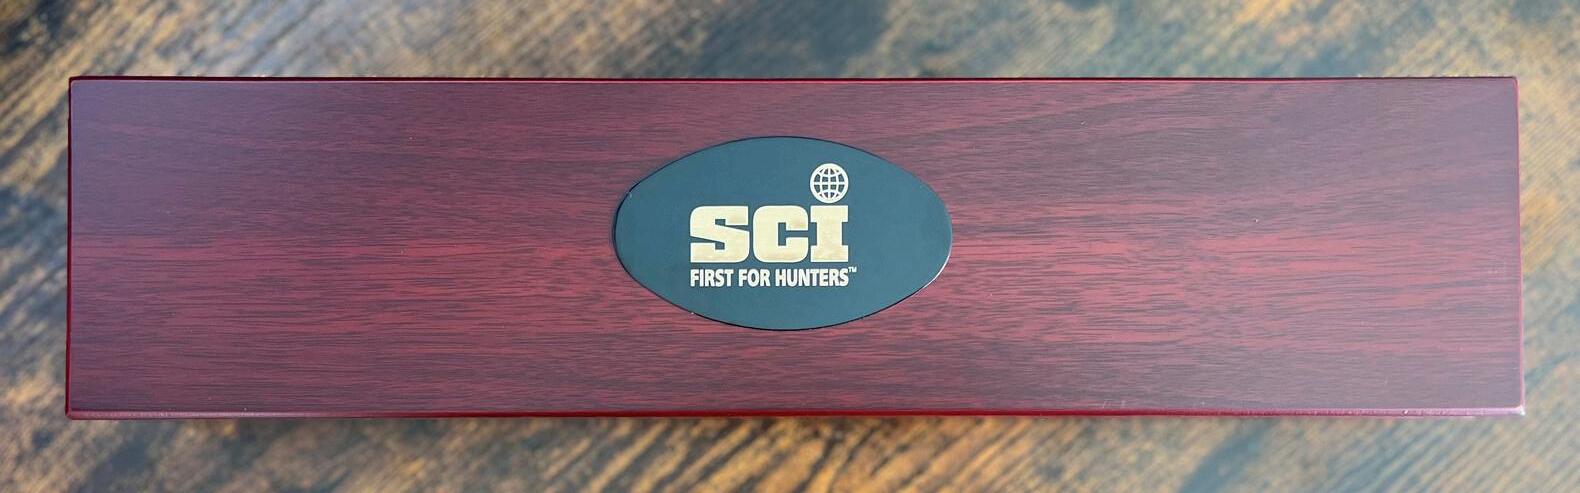 SCI
FIRST FOR HUNTERS™